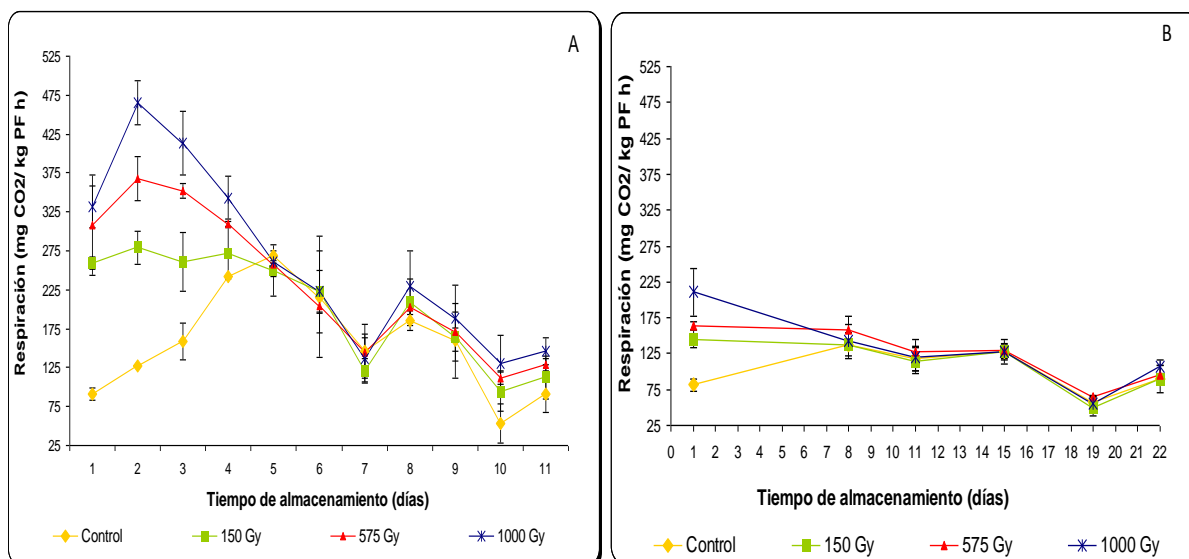 A
Respiración (mg CO2/ kg PF h)
525
475
425
375
325
275
225
175
125
75
25
1 2 3 4 5 6 7 8 9 10 11
Tiempo de almacenamiento (días)
Control 150 Gy 575 Gy 1000 Gy
B
Respiración (mg CO2/ kg PF h)
525
475
425
375
325
275
225
175
125
75
25
0 1 2 3 5 6 7 8 9 10 11 12 13 14 15 16 17 19 20 21 22
Tiempo de almacenamiento (días)
Control 150 Gy 575 Gy 1000 Gy